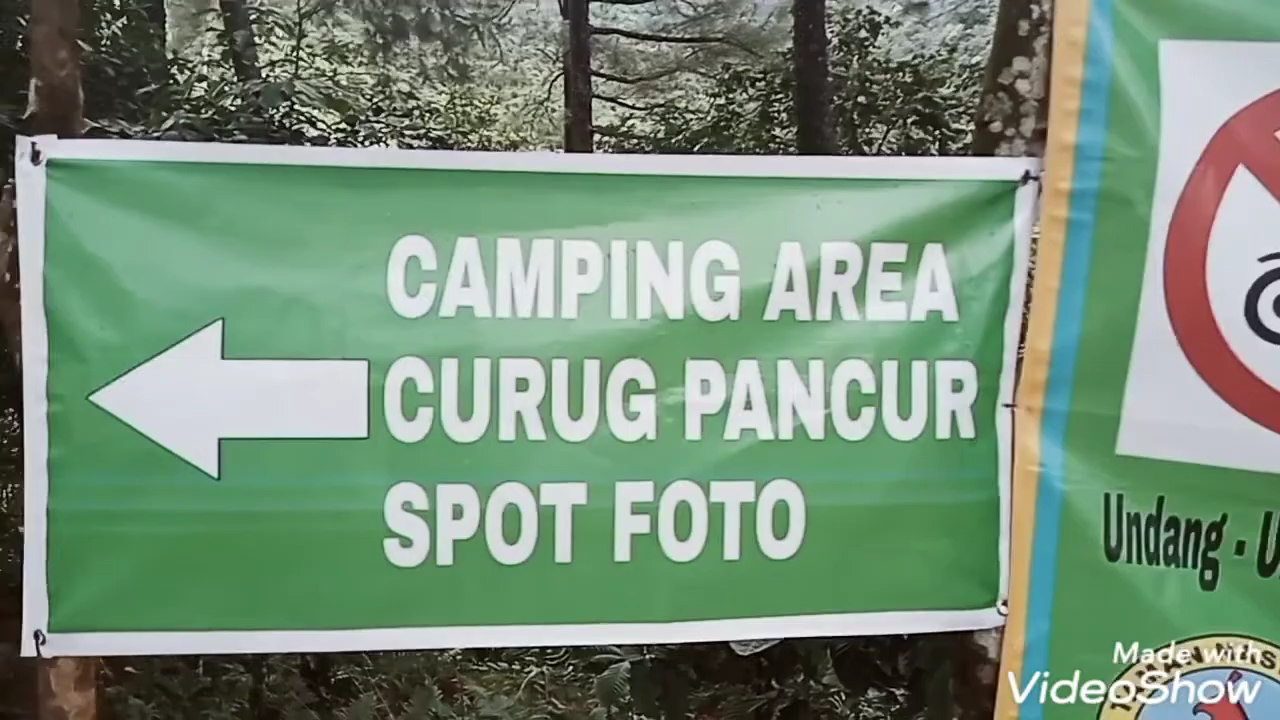 CAMPING AREA
CURUG PANCUR
SPOT FOTO
Undang -
Made with
VideoShow